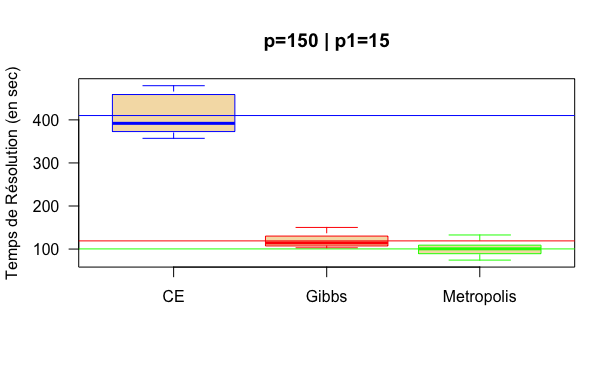 p=150 | p1=15
Temps de Résolution (en sec)
400
300
200
100
CE Gibbs Metropolis